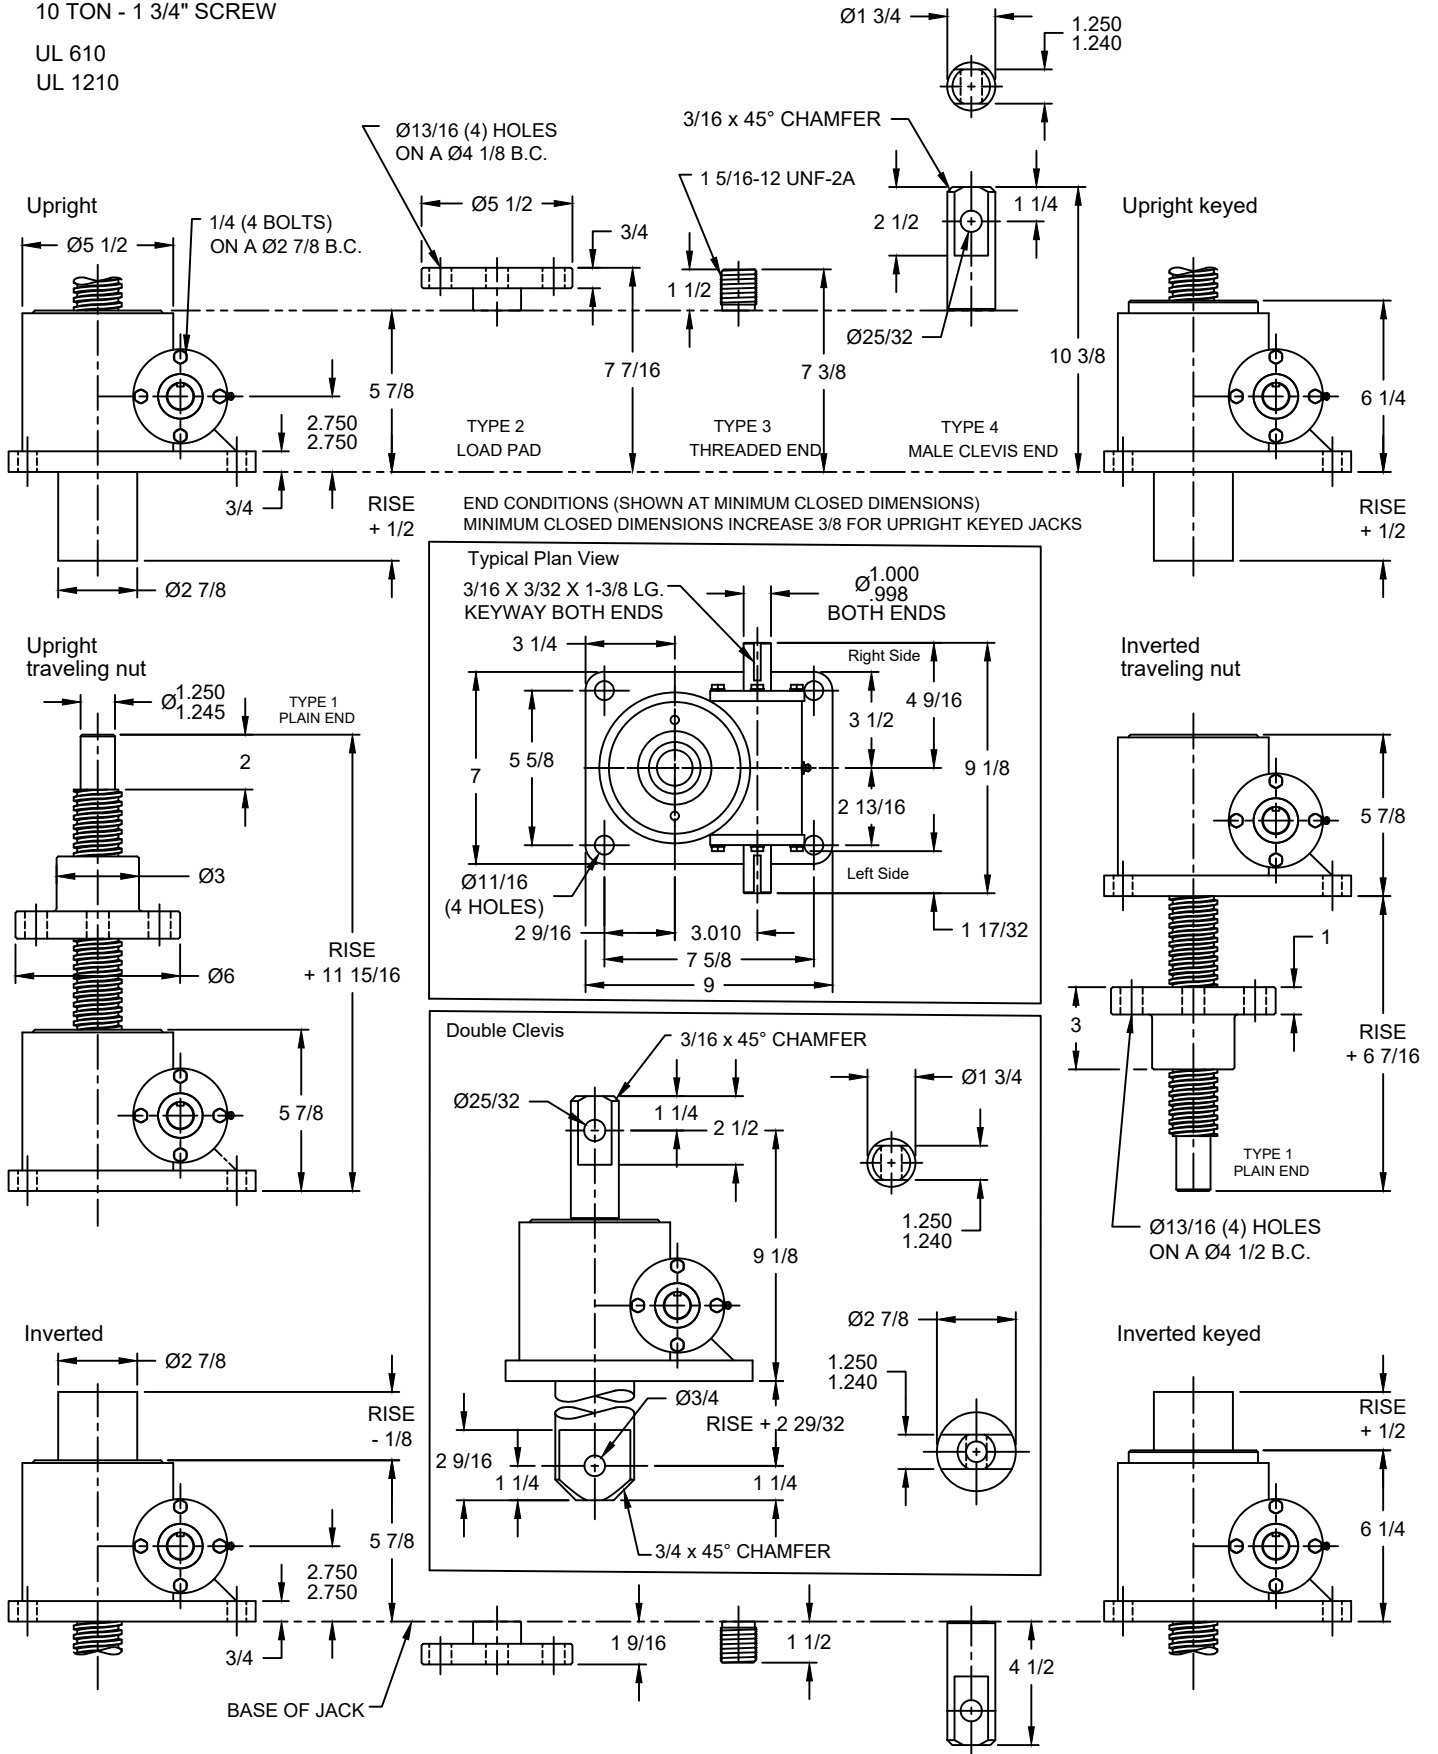 10 TON - 1 3/4" SCREW
UL 610
UL 1210
Ø1 3/4
1.250
1.240
3/16 x 45° CHAMFER
Ø13/16 (4) HOLES
ON A Ø4 1/8 B.C.
1 5/16-12 UNF-2A
Upright
1/4 (4 BOLTS)
ON A Ø2 7/8 B.C.
Ø5 1/2
Ø5 1/2
3/4
1 1/2
2 1/2
1 1/4
Upright keyed
Ø25/32
5 7/8
7 7/16
7 3/8
10 3/8
6 1/4
2.750
2.750
TYPE 2
LOAD PAD
TYPE 3
THREADED END
TYPE 4
MALE CLEVIS END
3/4
RISE
+ 1/2
END CONDITIONS (SHOWN AT MINIMUM CLOSED DIMENSIONS)
MINIMUM CLOSED DIMENSIONS INCREASE 3/8 FOR UPRIGHT KEYED JACKS
RISE
+ 1/2
Ø2 7/8
Typical Plan View
3/16 X 3/32 X 1-3/8 LG.
KEYWAY BOTH ENDS
Ø1.000
.998
BOTH ENDS
3 1/4
Right Side
4 9/16
3 1/2
7
5 5/8
9 1/8
2 13/16
Ø11/16
(4 HOLES)
Left Side
2 9/16
3.010
1 17/32
7 5/8
9
Upright
traveling nut
Ø1.250
1.245
TYPE 1
PLAIN END
2
Ø3
RISE
+ 11 15/16
Ø6
5 7/8
Inverted
traveling nut
5 7/8
1
3
RISE
+ 6 7/16
TYPE 1
PLAIN END
Ø13/16 (4) HOLES
ON A Ø4 1/2 B.C.
Double Clevis
3/16 x 45° CHAMFER
Ø25/32
1 1/4
2 1/2
Ø1 3/4
1.250
1.240
9 1/8
Ø2 7/8
1.250
1.240
Ø3/4
RISE + 2 29/32
2 9/16
1 1/4
1 1/4
3/4 x 45° CHAMFER
Inverted
Ø2 7/8
RISE
- 1/8
5 7/8
2.750
2.750
3/4
BASE OF JACK
1 9/16
1 1/2
4 1/2
Inverted keyed
RISE
+ 1/2
6 1/4